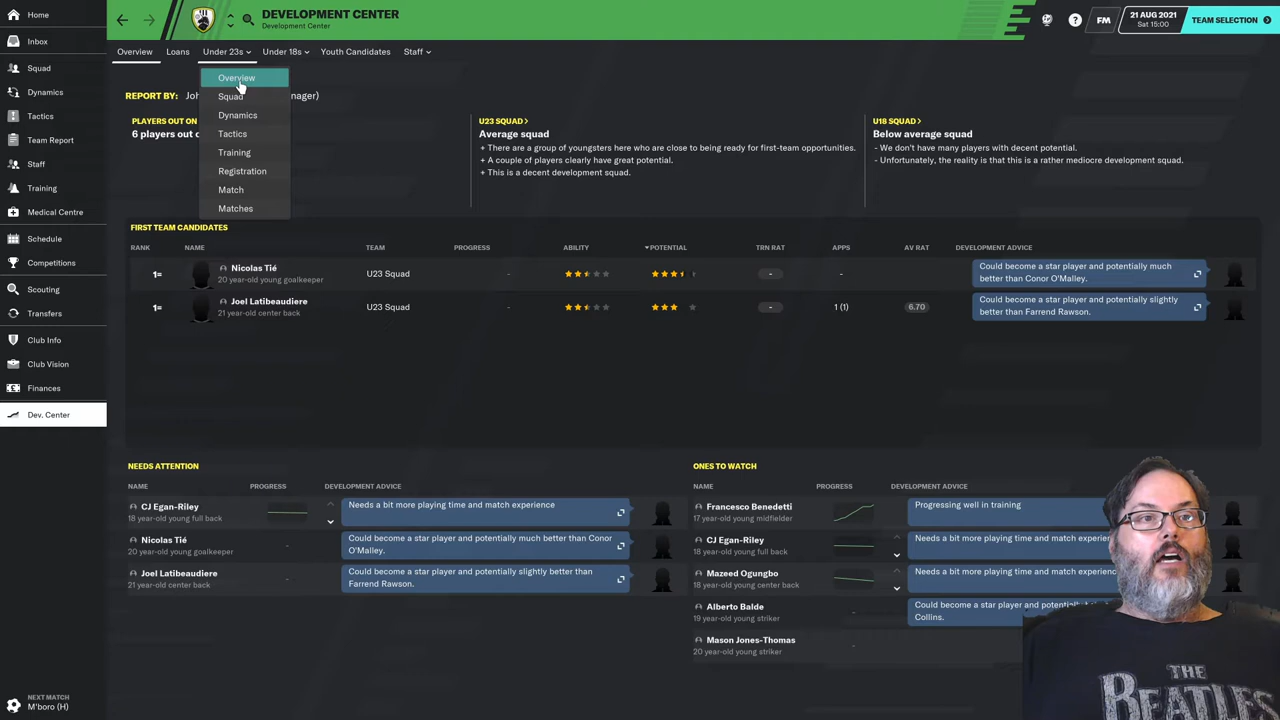 Home
Inbox
Squad
Dynamics
Tactics
Team Report
Staff
Training
Medical Centre
Schedule
Competitions
Scouting
Transfers
Club Info
Club Vision
Finances
Dev. Center
NEXT MATCH
M'boro (H)
DEVELOPMENT CENTER
Development Center
?
FM
21 AUG 2021
Sat 15:00
TEAM SELECTION
Overview
Loans
Under 23s
Under 18s
Youth Candidates
Staff
Overview
Squad
Dynamics
Tactics
Training
Registration
Match
Matches
REPORT BY:
PLAYERS OUT ON
6 players out
U23 SQUAD >
Average squad
+ There are a group of youngsters here who are close to being ready for first-team opportunities.
+ A couple of players clearly have great potential.
+ This is a decent development squad.
U18 SQUAD >
Below average squad
- We don't have many players with decent potential.
- Unfortunately, the reality is that this is a rather mediocre development squad.
FIRST TEAM CANDIDATES
RANK NAME TEAM PROGRESS ABILITY POTENTIAL TRN RAT APPS AV RAT DEVELOPMENT ADVICE
1= Nicolas Tié U23 Squad - - -
20 year-old young goalkeeper
Could become a star player and potentially much
better than Conor O'Malley.
1= Joel Latibeaudiere U23 Squad - - 1 (1) 6.70
21 year-old center back
Could become a star player and potentially slightly
better than Farrend Rawson.
NEEDS ATTENTION
NAME PROGRESS DEVELOPMENT ADVICE
CJ Egan-Riley
18 year-old young full back
Needs a bit more playing time and match experience
Nicolas Tié -
20 year-old young goalkeeper
Could become a star player and potentially much better than Conor
O'Malley.
Joel Latibeaudiere -
21 year-old center back
Could become a star player and potentially slightly better than
Farrend Rawson.
ONES TO WATCH
NAME PROGRESS DEVELOPMENT ADVICE
Francesco Benedetti
17 year-old young midfielder
Progressing well in training
CJ Egan-Riley
18 year-old young full back
Needs a bit more playing time and match experience
Mazeed Ogungbo
18 year-old young center back
Needs a bit more playing time and match experience
Alberto Balde -
19 year-old young striker
Could become a star player and potentially
Collins.
Mason Jones-Thomas -
20 year-old young striker
THE
BEATLES